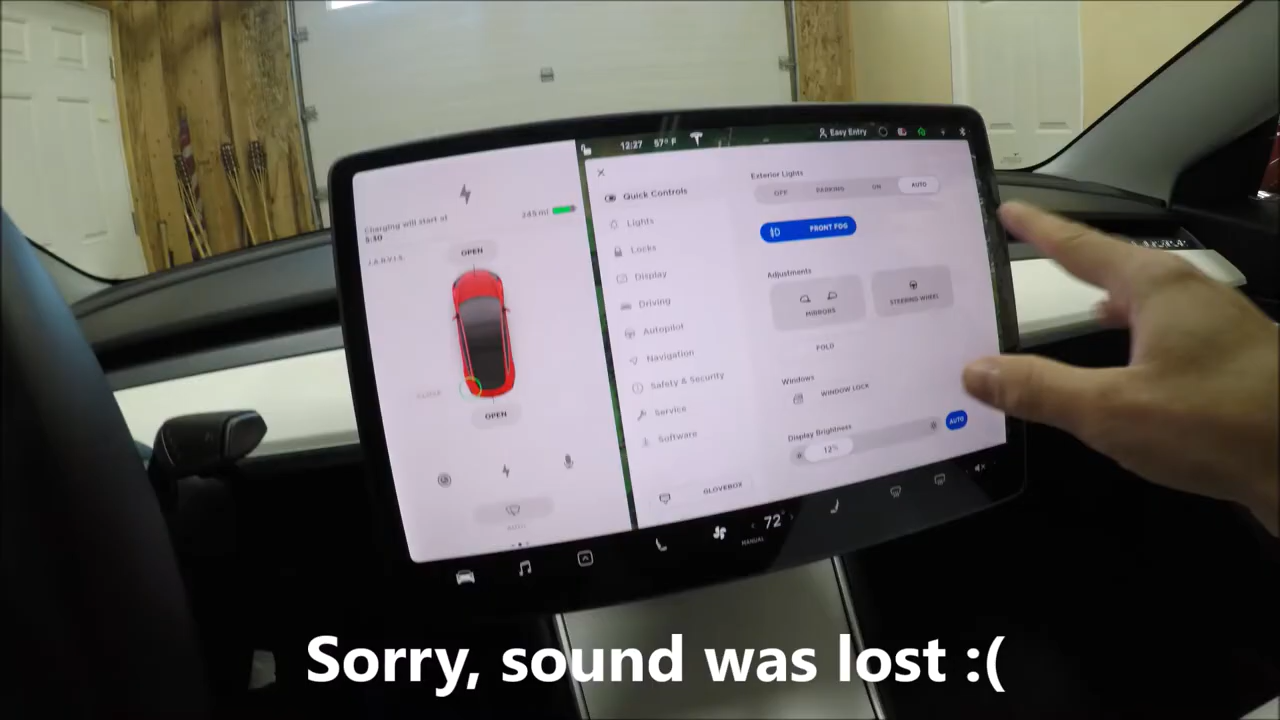 12:27
57° F
Easy Entry
Charging will start at
5:30
245 mi
JARVIS
OPEN
OPEN
Quick Controls
Lights
Locks
Display
Driving
Autopilot
Navigation
Safety & Security
Service
Software
GLOVEBOX
Exterior Lights
OFF
PARKING
ON
AUTO
FRONT FOG
Adjustments
MIRRORS
STEERING WHEEL
FOLD
Windows
WINDOW LOCK
Display Brightness
12%
AUTO
72°
MANUAL
Sorry, sound was lost :(